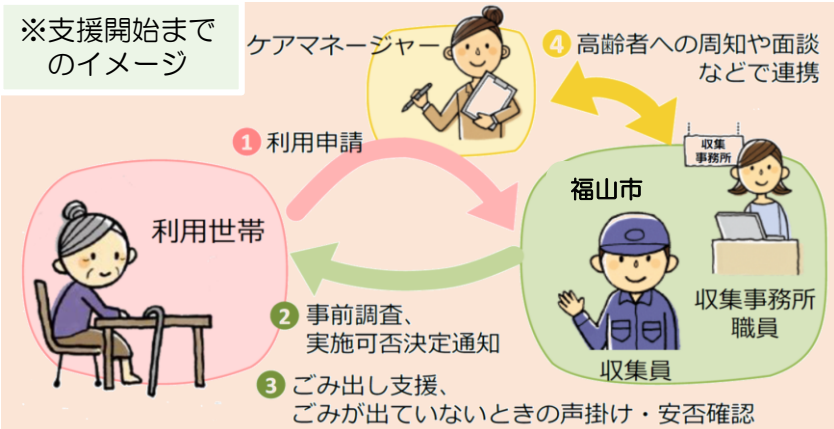 ※支援開始まで
のイメージ
ケアマネージャー
❹ 高齢者への周知や面談
などで連携
❶ 利用申請
収集
事務所
福山市
利用世帯
収集事務所
職員
収集員
❷ 事前調査、
実施可否決定通知
❸ ごみ出し支援、
ごみが出ていないときの声掛け・安否確認